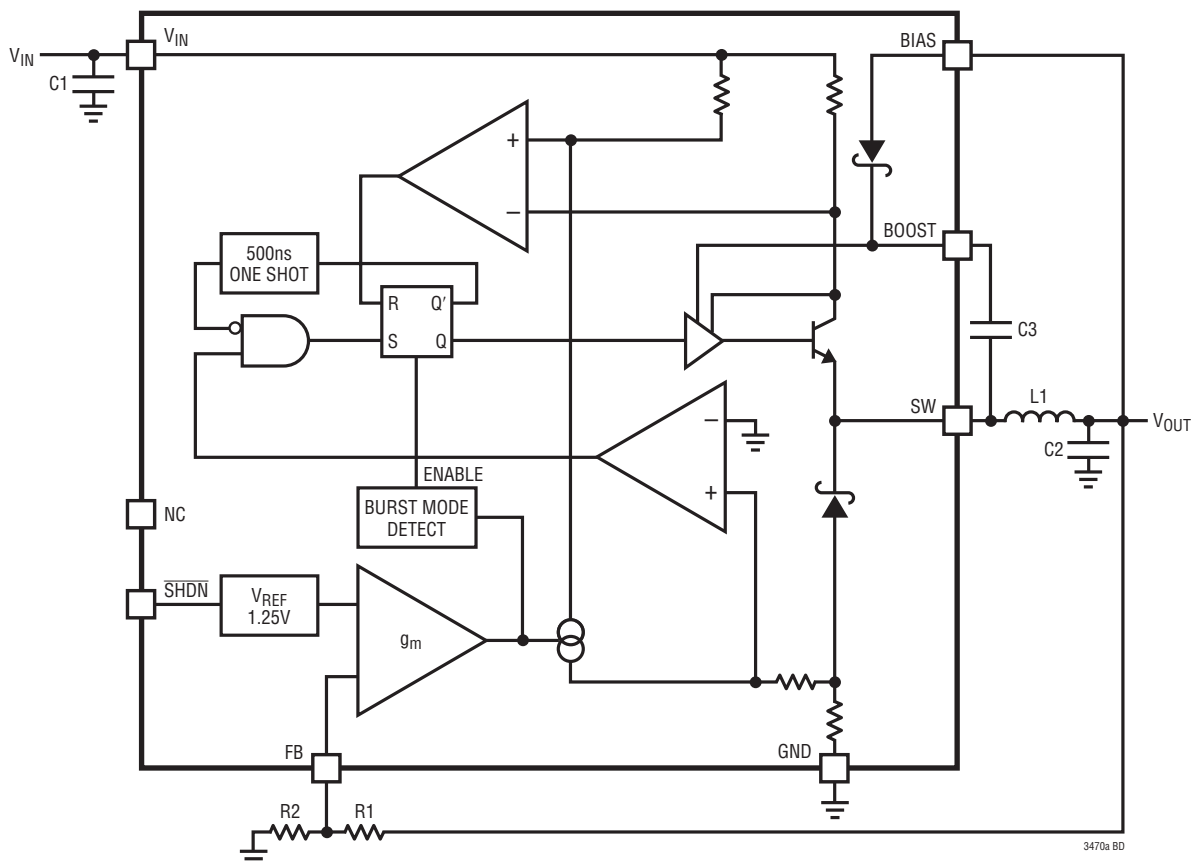 V_IN
V_IN
BIAS
C1
+
–
BOOST
500ns
ONE SHOT
R Q′
S Q
C3
SW
L1
V_OUT
C2
–
+
ENABLE
BURST MODE
DETECT
NC
SHDN
V_REF
1.25V
g_m
FB
GND
R2
R1
3470a BD